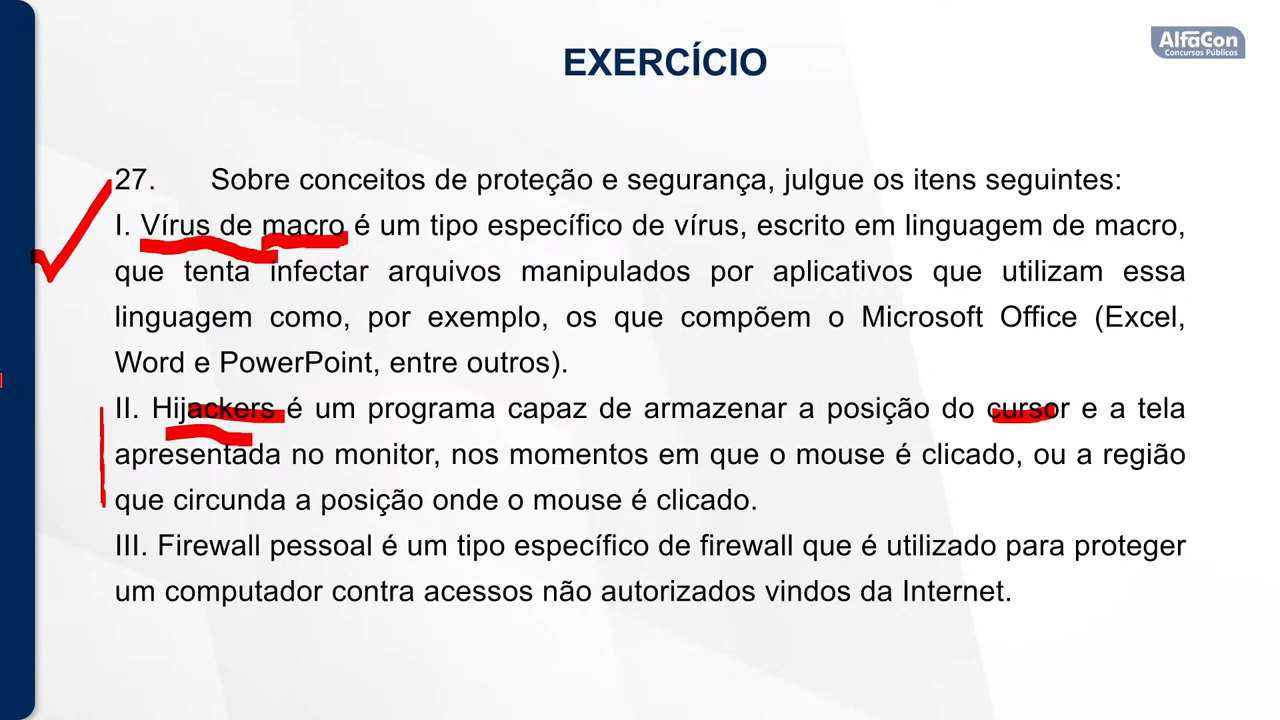 AlfaCon
Concursos Públicos
EXERCÍCIO
27. Sobre conceitos de proteção e segurança, julgue os itens seguintes:
I. Vírus de macro é um tipo específico de vírus, escrito em linguagem de macro,
que tenta infectar arquivos manipulados por aplicativos que utilizam essa
linguagem como, por exemplo, os que compõem o Microsoft Office (Excel,
Word e PowerPoint, entre outros).
II. Hijackers é um programa capaz de armazenar a posição do cursor e a tela
apresentada no monitor, nos momentos em que o mouse é clicado, ou a região
que circunda a posição onde o mouse é clicado.
III. Firewall pessoal é um tipo específico de firewall que é utilizado para proteger
um computador contra acessos não autorizados vindos da Internet.